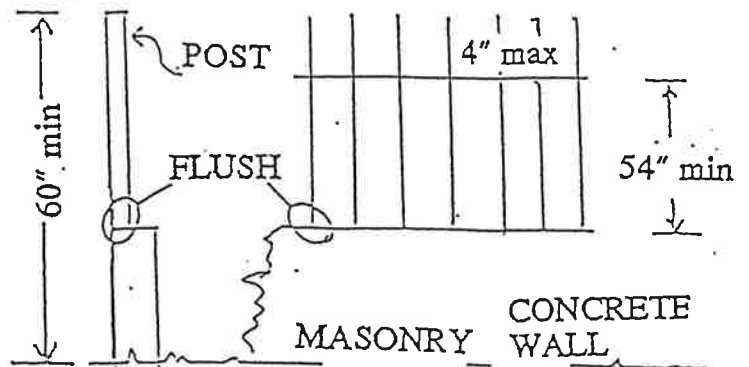 POST
4" max
60" min
FLUSH
54" min
MASONRY
CONCRETE
WALL